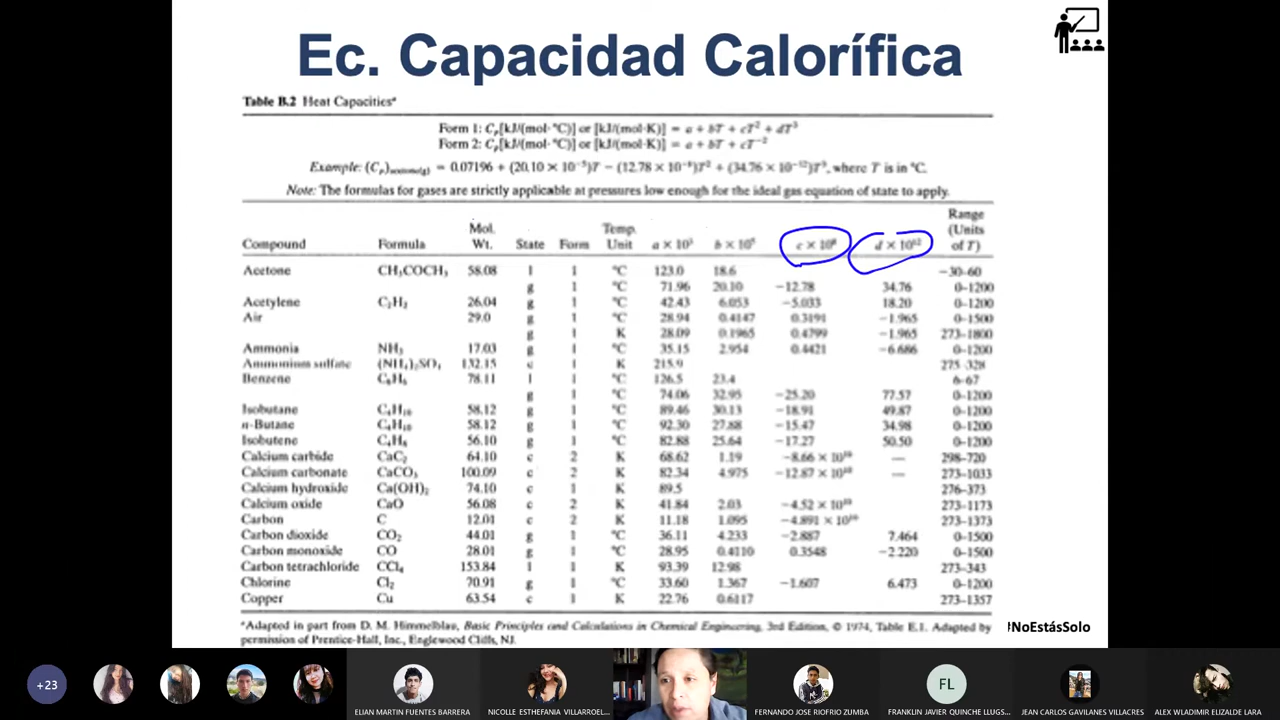 Ec. Capacidad Calorífica
Table B.2 Heat Capacities*
Form 1: Cp[kJ/(mol·°C)] or [kJ/(mol·K)] = a + bT + cT² + dT³
Form 2: Cp[kJ/(mol·°C)] or [kJ/(mol·K)] = a + bT + cT⁻²
Example: (Cp)acetone(g) = 0.07196 + (20.10 × 10⁻⁵)T − (12.78 × 10⁻⁸)T² + (34.76 × 10⁻¹²)T³, where T is in °C.
Note: The formulas for gases are strictly applicable at pressures low enough for the ideal gas equation of state to apply.
Compound Formula Mol. Wt. State Form Temp. Unit a × 10³ b × 10⁵ c × 10⁸ d × 10¹² Range (Units of T)
Acetone CH₃COCH₃ 58.08 l 1 °C 123.0 18.6 −30–60
g 1 °C 71.96 20.10 −12.78 34.76 0–1200
Acetylene C₂H₂ 26.04 g 1 °C 42.43 6.053 −5.033 18.20 0–1200
Air 29.0 g 1 °C 28.94 0.4147 0.3191 −1.965 0–1500
g 1 K 28.09 0.1965 0.4799 −1.965 273–1800
Ammonia NH₃ 17.03 g 1 °C 35.15 2.954 0.4421 −6.686 0–1200
Ammonium sulfate (NH₄)₂SO₄ 132.15 c 1 K 215.9 275–328
Benzene C₆H₆ 78.11 l 1 °C 126.5 23.4 6–67
g 1 °C 74.06 32.95 −25.20 77.57 0–1200
Isobutane C₄H₁₀ 58.12 g 1 °C 89.46 30.13 −18.91 49.87 0–1200
n-Butane C₄H₁₀ 58.12 g 1 °C 92.30 27.88 −15.47 34.98 0–1200
Isobutene C₄H₈ 56.10 g 1 °C 82.88 25.64 −17.27 50.50 0–1200
Calcium carbide CaC₂ 64.10 c 2 K 68.62 1.19 −8.66 × 10¹⁰ — 298–720
Calcium carbonate CaCO₃ 100.09 c 2 K 82.34 4.975 −12.87 × 10¹⁰ — 273–1033
Calcium hydroxide Ca(OH)₂ 74.10 c 1 K 89.5 276–373
Calcium oxide CaO 56.08 c 2 K 41.84 2.03 −4.52 × 10¹⁰ 273–1173
Carbon C 12.01 c 2 K 11.18 1.095 −4.891 × 10¹⁰ 273–1373
Carbon dioxide CO₂ 44.01 g 1 °C 36.11 4.233 −2.887 7.464 0–1500
Carbon monoxide CO 28.01 g 1 °C 28.95 0.4110 0.3548 −2.220 0–1500
Carbon tetrachloride CCl₄ 153.84 l 1 K 93.39 12.98 273–343
Chlorine Cl₂ 70.91 g 1 °C 33.60 1.367 −1.607 6.473 0–1200
Copper Cu 63.54 c 1 K 22.76 0.6117 273–1357
*Adapted in part from D. M. Himmelblau, Basic Principles and Calculations in Chemical Engineering, 3rd Edition, © 1974, Table E.1. Adapted by
permission of Prentice-Hall, Inc., Englewood Cliffs, NJ.
#NoEstásSolo
+23
ELIAN MARTIN FUENTES BARRERA
NICOLLE ESTHEFANIA VILLARROEL...
FERNANDO JOSE RIOFRIO ZUMBA
FL
FRANKLIN JAVIER QUINCHE LLUGS...
JEAN CARLOS GAVILANES VILLACRES
ALEX WLADIMIR ELIZALDE LARA